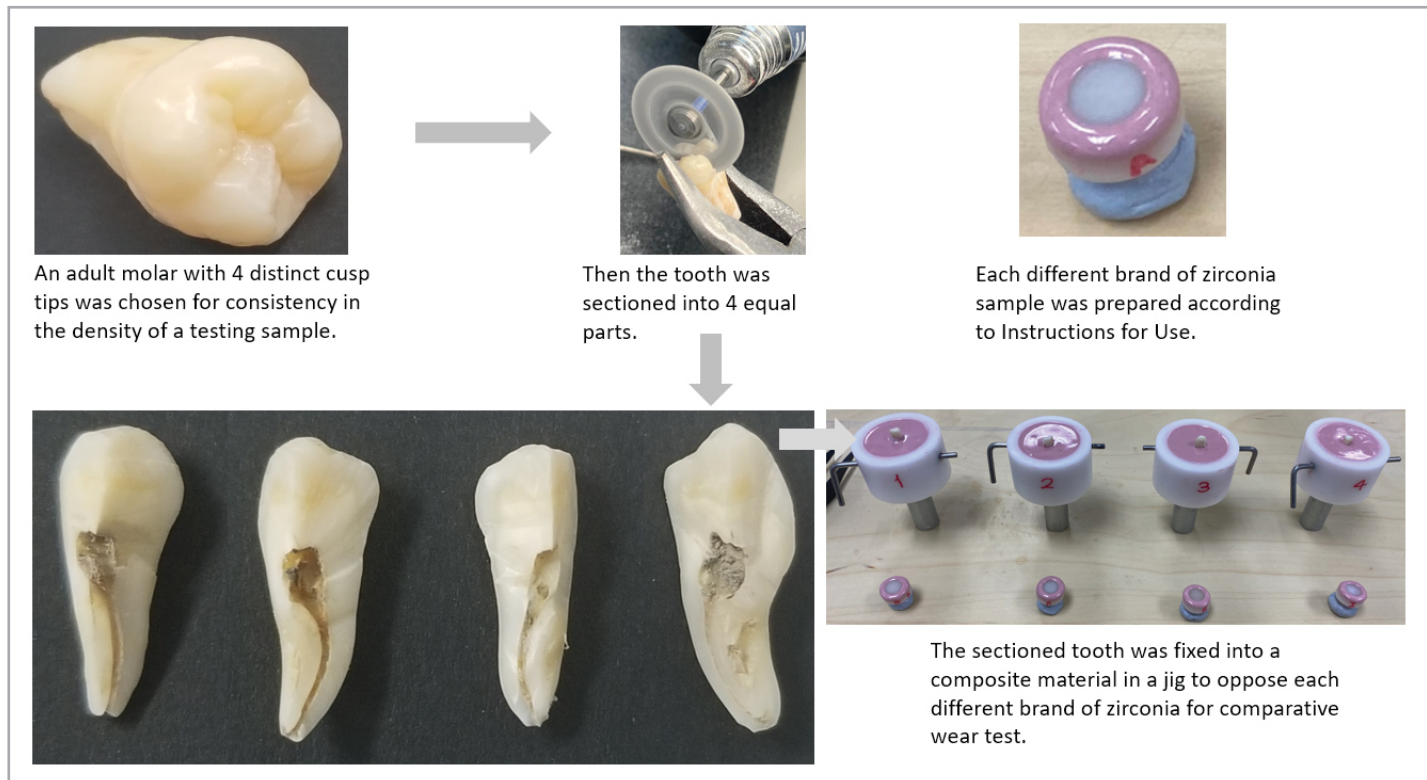 An adult molar with 4 distinct cusp
tips was chosen for consistency in
the density of a testing sample.
Then the tooth was
sectioned into 4 equal
parts.
Each different brand of zirconia
sample was prepared according
to Instructions for Use.
1
2
3
4
The sectioned tooth was fixed into a
composite material in a jig to oppose each
different brand of zirconia for comparative
wear test.